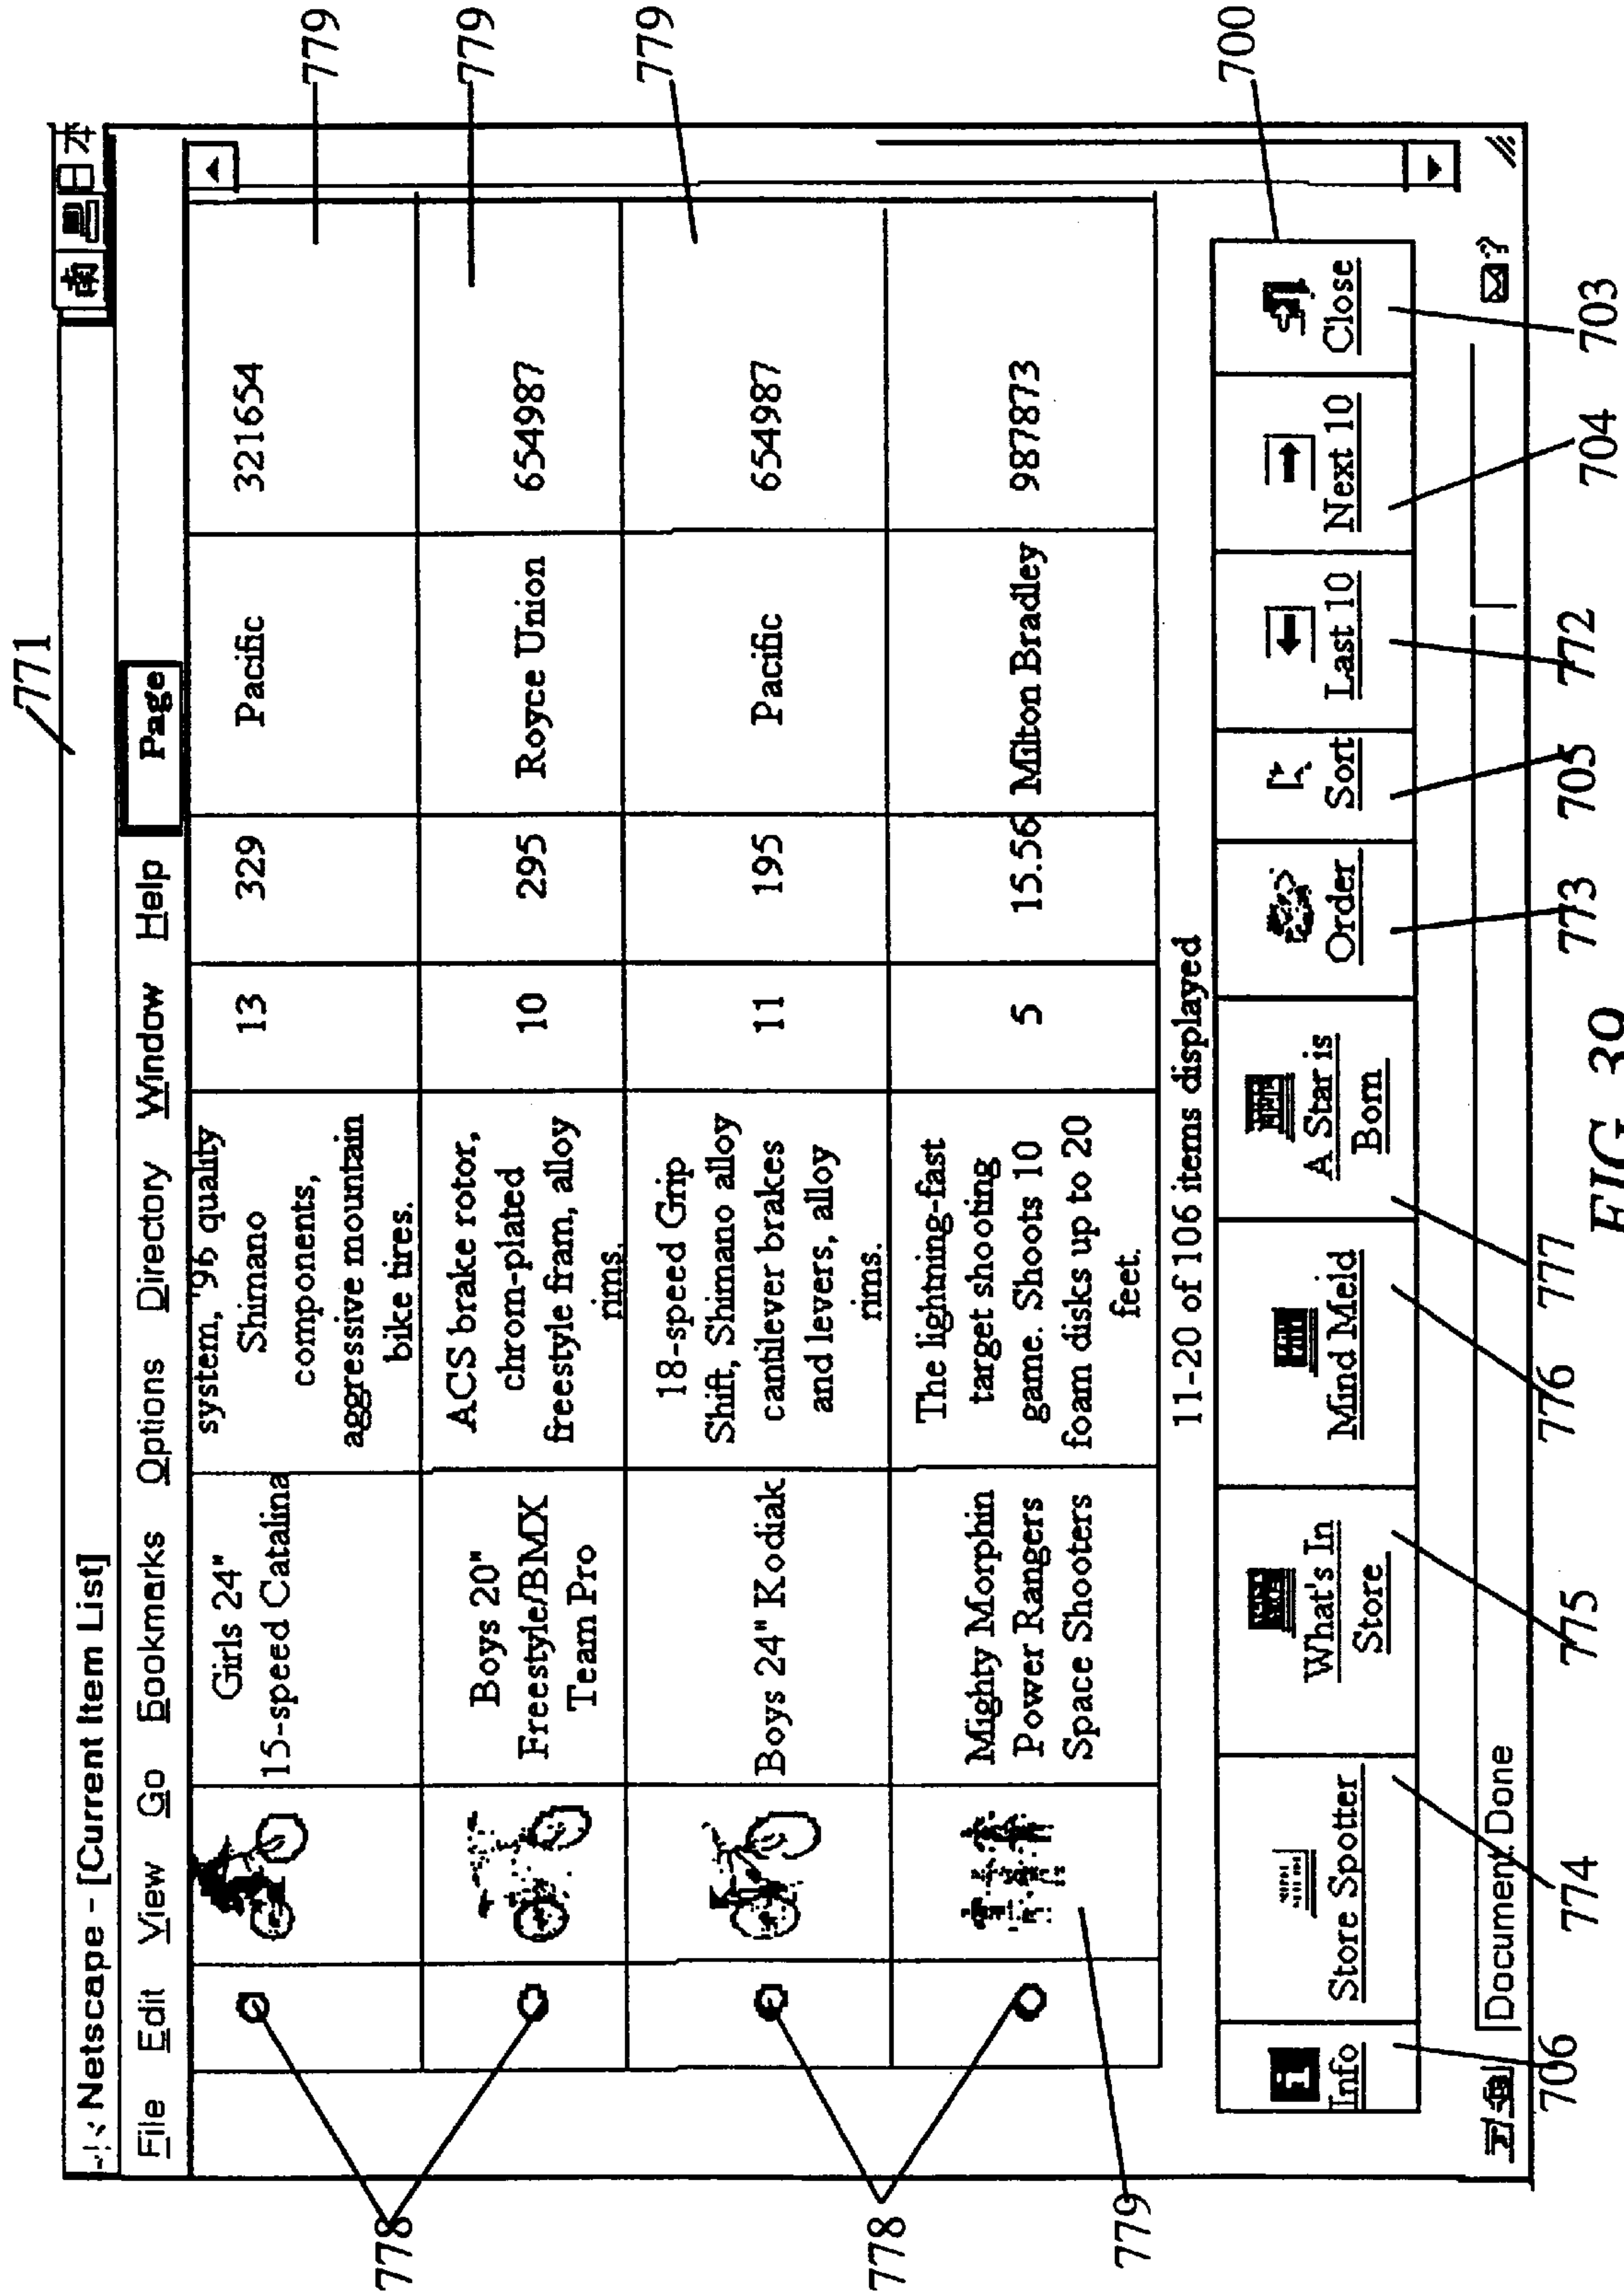 771
Netscape - [Current Item List]
File Edit View Go Bookmarks Options Directory Window Help
Page
Girls 24"
15-speed Catalina
system, '96 quality
Shimano
components,
aggressive mountain
bike tires.
13
329
Pacific
321654
779
Boys 20"
Freestyle/BMX
Team Pro
ACS brake rotor,
chrom-plated
freestyle fram, alloy
rims.
10
295
Royce Union
654987
779
778
Boys 24" Kodiak
18-speed Grip
Shift, Shimano alloy
cantilever brakes
and levers, alloy
rims.
11
195
Pacific
654987
779
Mighty Morphin
Power Rangers
Space Shooters
The lightning-fast
target shooting
game. Shoots 10
foam disks up to 20
feet.
5
15.56
Milton Bradley
987873
778
779
11-20 of 106 items displayed
700
Info
Store Spotter
What's In
Store
Mind Meld
A Star is
Born
Order
Sort
Last 10
Next 10
Close
Document Done
?
706
774
775
776
777
773
705
772
704
703
FIG. 39